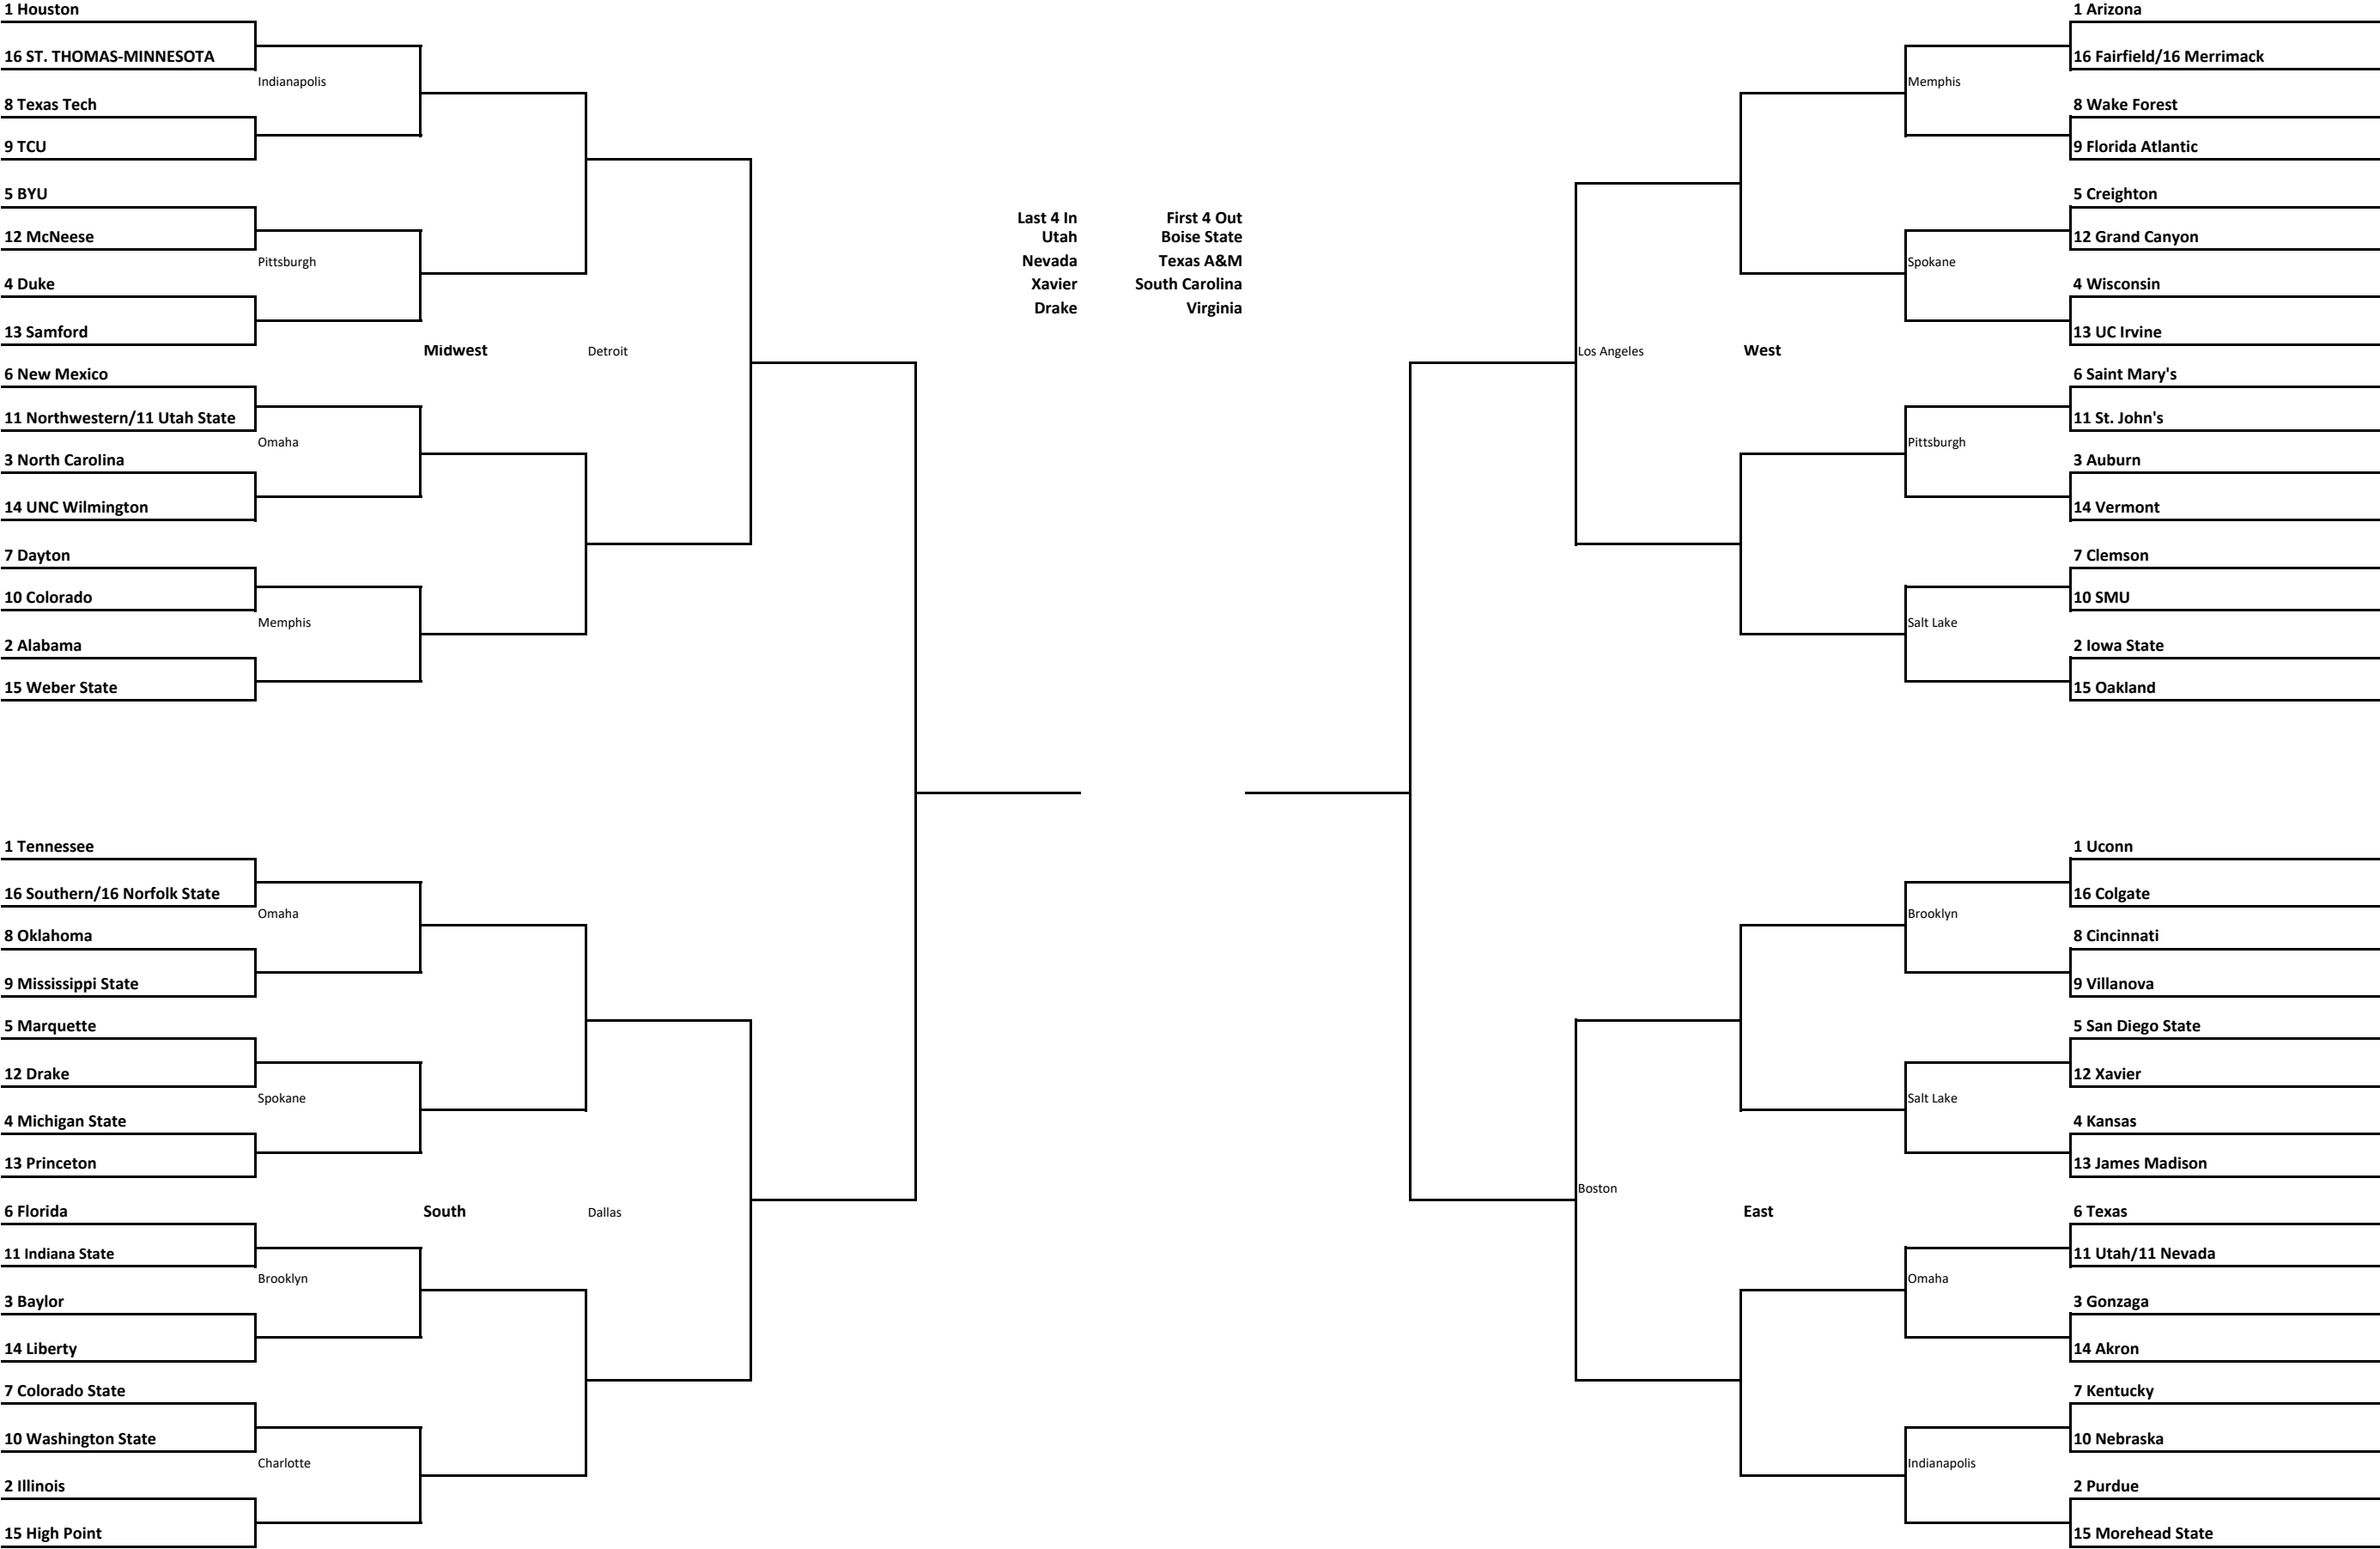 1 Houston
16 ST. THOMAS-MINNESOTA
Indianapolis
8 Texas Tech
9 TCU
5 BYU
12 McNeese
Pittsburgh
4 Duke
13 Samford
Midwest
Detroit
6 New Mexico
11 Northwestern/11 Utah State
Omaha
3 North Carolina
14 UNC Wilmington
7 Dayton
10 Colorado
Memphis
2 Alabama
15 Weber State
1 Tennessee
16 Southern/16 Norfolk State
Omaha
8 Oklahoma
9 Mississippi State
5 Marquette
12 Drake
Spokane
4 Michigan State
13 Princeton
South
Dallas
6 Florida
11 Indiana State
Brooklyn
3 Baylor
14 Liberty
7 Colorado State
10 Washington State
Charlotte
2 Illinois
15 High Point
Last 4 In
Utah
Nevada
Xavier
Drake
First 4 Out
Boise State
Texas A&M
South Carolina
Virginia
1 Arizona
16 Fairfield/16 Merrimack
Memphis
8 Wake Forest
9 Florida Atlantic
5 Creighton
12 Grand Canyon
Spokane
4 Wisconsin
13 UC Irvine
Los Angeles
West
6 Saint Mary's
11 St. John's
Pittsburgh
3 Auburn
14 Vermont
7 Clemson
10 SMU
Salt Lake
2 Iowa State
15 Oakland
1 Uconn
16 Colgate
Brooklyn
8 Cincinnati
9 Villanova
5 San Diego State
12 Xavier
Salt Lake
4 Kansas
13 James Madison
Boston
East
6 Texas
11 Utah/11 Nevada
Omaha
3 Gonzaga
14 Akron
7 Kentucky
10 Nebraska
Indianapolis
2 Purdue
15 Morehead State